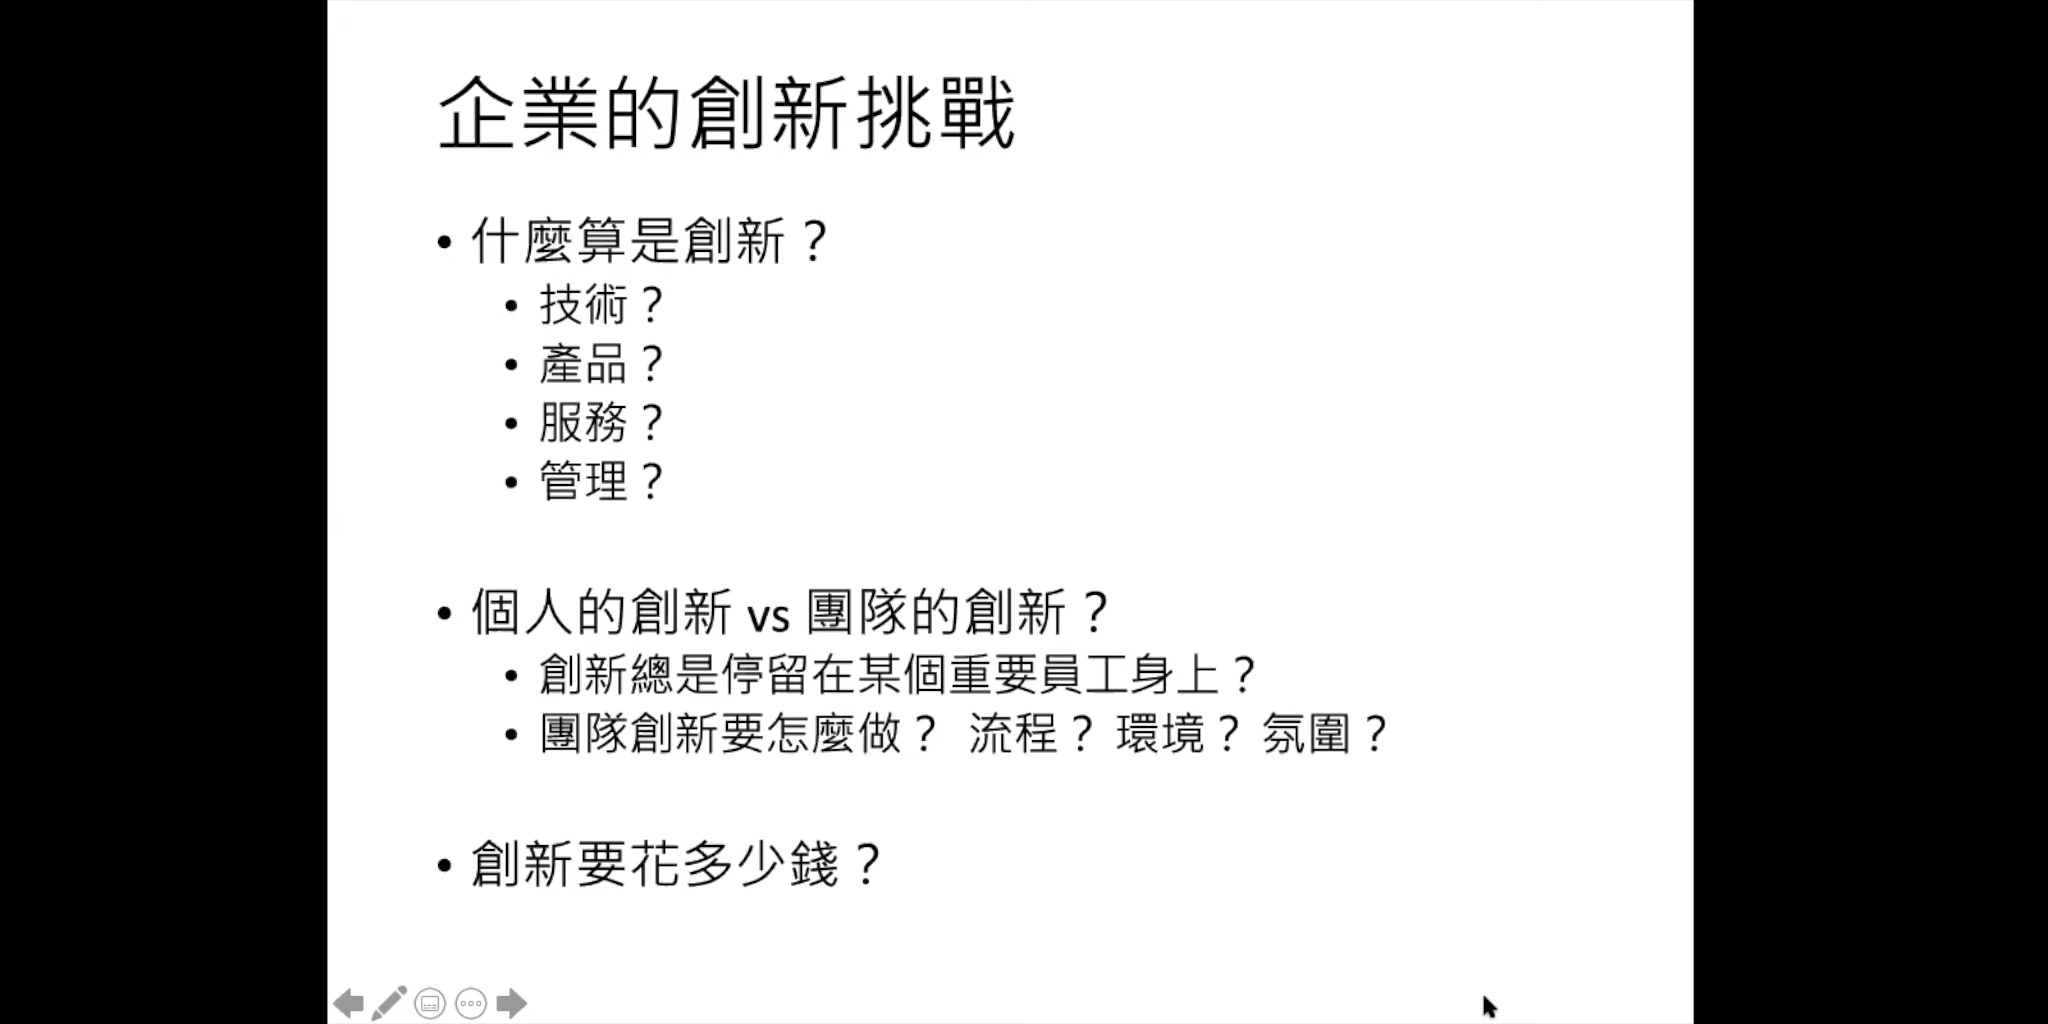 企業的創新挑戰
• 什麼算是創新？
• 技術？
• 產品？
• 服務？
• 管理？
• 個人的創新 vs 團隊的創新？
• 創新總是停留在某個重要員工身上？
• 團隊創新要怎麼做？ 流程？ 環境？ 氛圍？
• 創新要花多少錢？